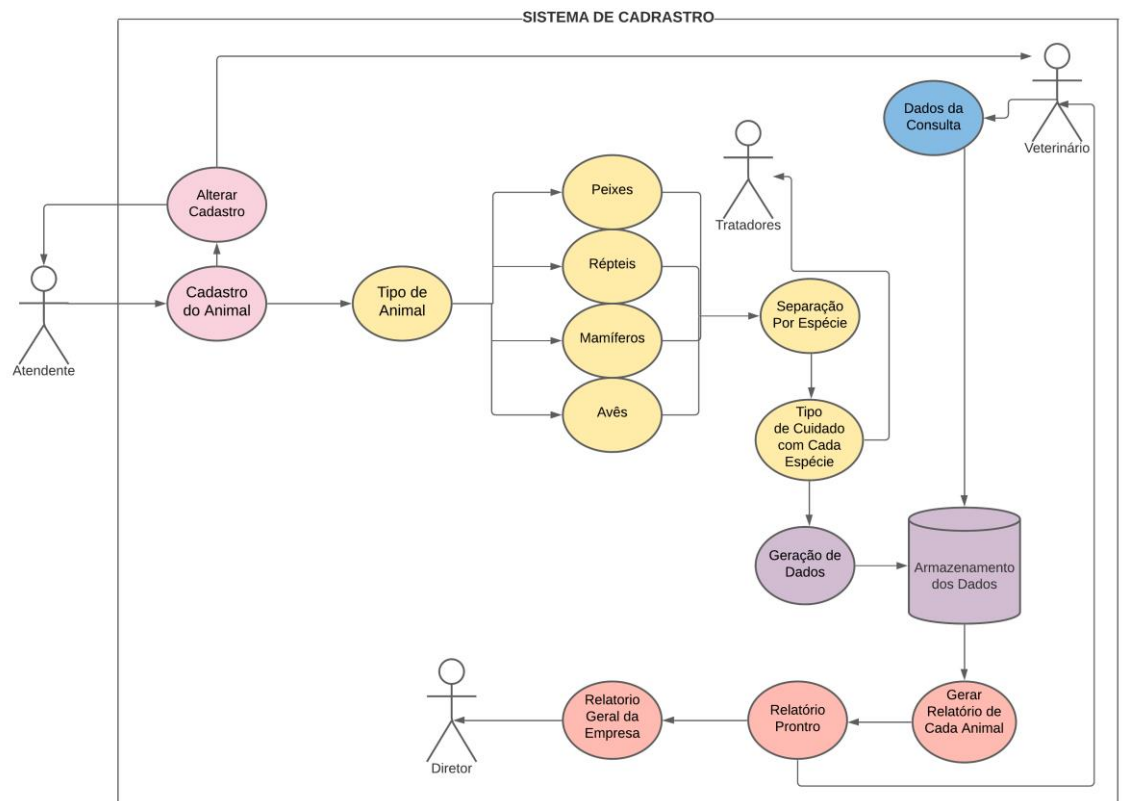 SISTEMA DE CADRASTRO
Dados da
Consulta
Veterinário
Alterar
Cadastro
Peixes
Tratadores
Répteis
Cadastro
do Animal
Tipo de
Animal
Separação
Por Espécie
Mamíferos
Atendente
Avês
Tipo
de Cuidado
com Cada
Espécie
Geração de
Dados
Armazenamento
dos Dados
Relatorio
Geral da
Empresa
Relatório
Prontro
Gerar
Relatório de
Cada Animal
Diretor